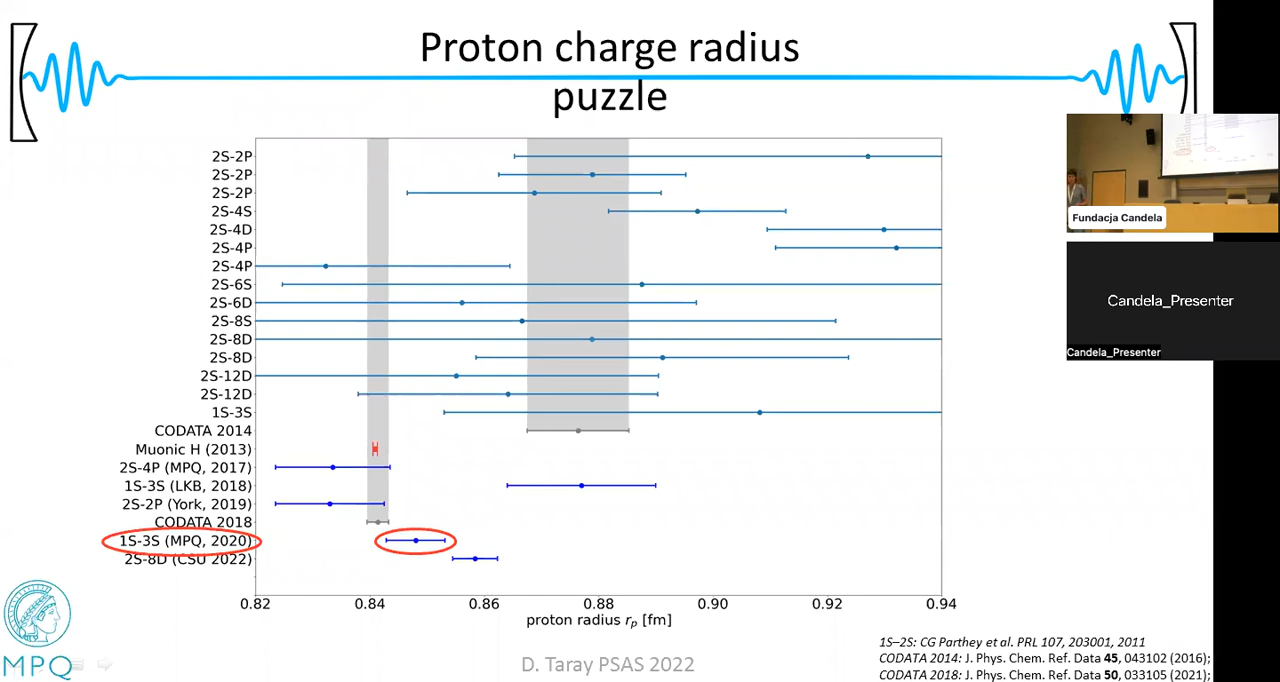 Proton charge radius
puzzle
2S-2P
2S-2P
2S-2P
2S-4S
2S-4D
2S-4P
2S-4P
2S-6S
2S-6D
2S-8S
2S-8D
2S-8D
2S-12D
2S-12D
1S-3S
CODATA 2014
Muonic H (2013)
2S-4P (MPQ, 2017)
1S-3S (LKB, 2018)
2S-2P (York, 2019)
CODATA 2018
1S-3S (MPQ, 2020)
2S-8D (CSU 2022)
0.82 0.84 0.86 0.88 0.90 0.92 0.94
proton radius rₚ [fm]
Fundacja Candela
Candela_Presenter
Candela_Presenter
MPQ
D. Taray PSAS 2022
1S–2S: CG Parthey et al. PRL 107, 203001, 2011
CODATA 2014: J. Phys. Chem. Ref. Data 45, 043102 (2016);
CODATA 2018: J. Phys. Chem. Ref. Data 50, 033105 (2021);